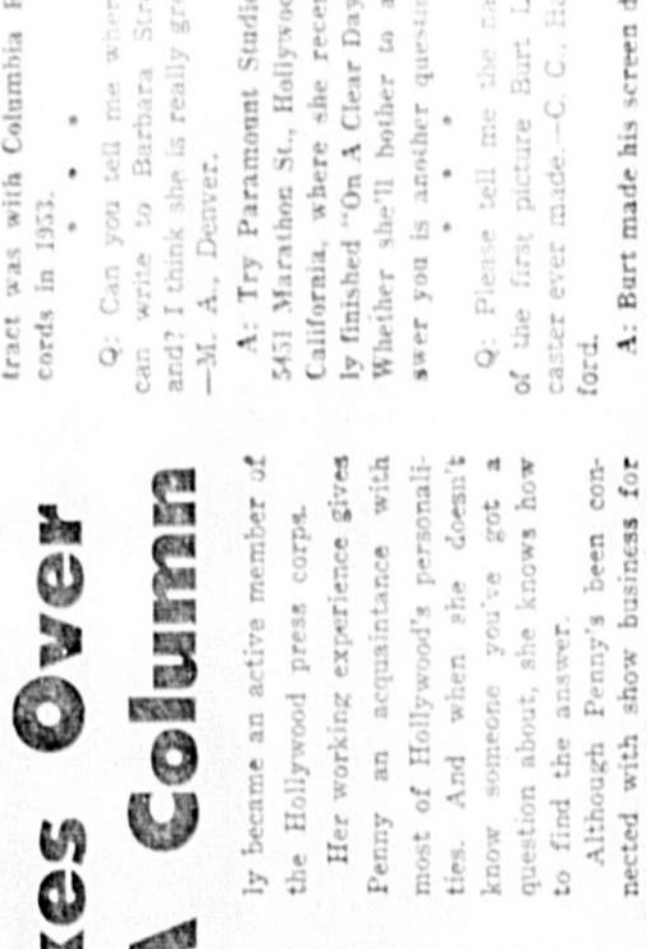 kes Over
A Column
ly became an active member of
the Hollywood press corps.
Her working experience gives
Penny an acquaintance with
most of Hollywood's personali-
ties. And when she doesn't
know someone you've got a
question about, she knows how
to find the answer.
Although Penny's been con-
nected with show business for
tract was with Columbia
cords in 1953.
* * *
Q: Can you tell me wher
can write to Barbara Str
and? I think she is really gr
—M. A., Denver.
A: Try Paramount Studi
5451 Marathon St., Hollywoo
California, where she recen
ly finished "On A Clear Day
Whether she'll bother to a
swer you is another questi
* * *
Q: Please tell me the na
of the first picture Burt L
caster ever made.—C. C., Ha
ford.
A: Burt made his screen d